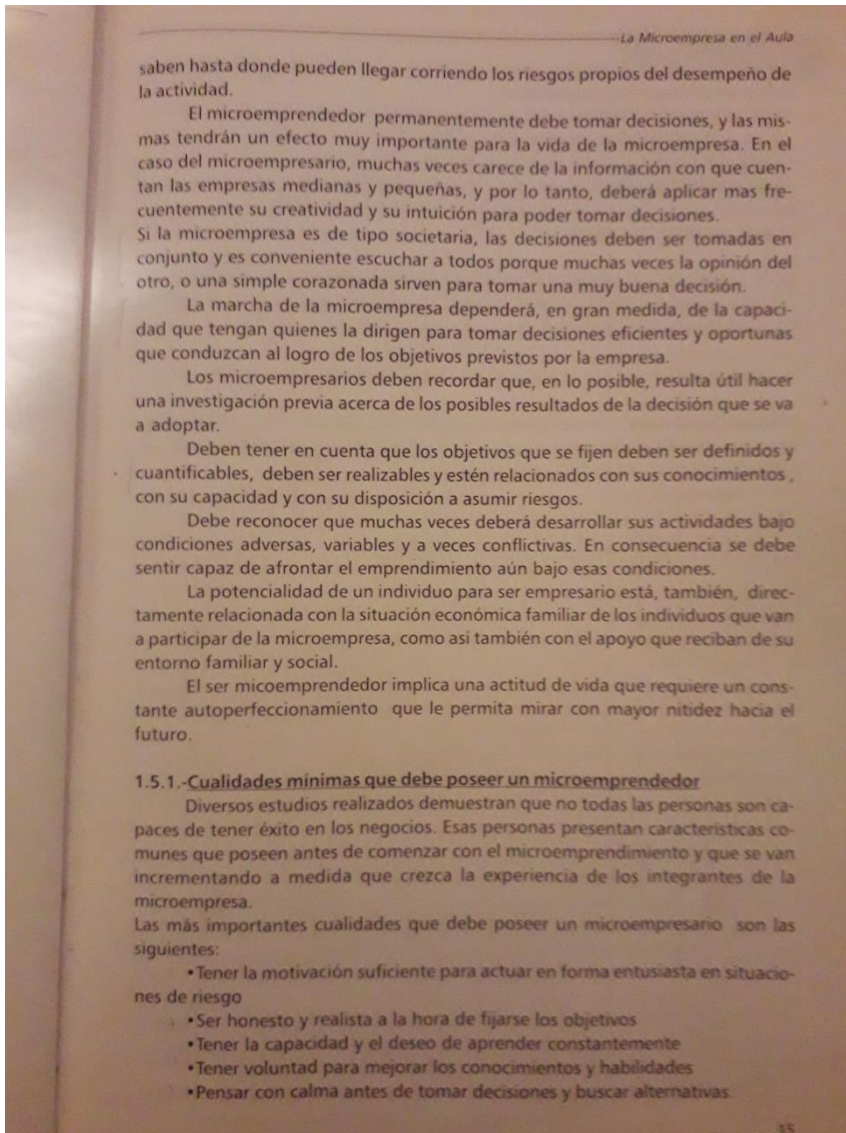 La Microempresa en el Aula
saben hasta donde pueden llegar corriendo los riesgos propios del desempeño de
la actividad.
El microemprendedor permanentemente debe tomar decisiones, y las mis-
mas tendrán un efecto muy importante para la vida de la microempresa. En el
caso del microempresario, muchas veces carece de la información con que cuen-
tan las empresas medianas y pequeñas, y por lo tanto, deberá aplicar mas fre-
cuentemente su creatividad y su intuición para poder tomar decisiones.
Si la microempresa es de tipo societaria, las decisiones deben ser tomadas en
conjunto y es conveniente escuchar a todos porque muchas veces la opinión del
otro, o una simple corazonada sirven para tomar una muy buena decisión.
La marcha de la microempresa dependerá, en gran medida, de la capaci-
dad que tengan quienes la dirigen para tomar decisiones eficientes y oportunas
que conduzcan al logro de los objetivos previstos por la empresa.
Los microempresarios deben recordar que, en lo posible, resulta útil hacer
una investigación previa acerca de los posibles resultados de la decisión que se va
a adoptar.
Deben tener en cuenta que los objetivos que se fijen deben ser definidos y
cuantificables, deben ser realizables y estén relacionados con sus conocimientos ,
con su capacidad y con su disposición a asumir riesgos.
Debe reconocer que muchas veces deberá desarrollar sus actividades bajo
condiciones adversas, variables y a veces conflictivas. En consecuencia se debe
sentir capaz de afrontar el emprendimiento aún bajo esas condiciones.
La potencialidad de un individuo para ser empresario está, también, direc-
tamente relacionada con la situación económica familiar de los individuos que van
a participar de la microempresa, como así también con el apoyo que reciban de su
entorno familiar y social.
El ser micoemprendedor implica una actitud de vida que requiere un cons-
tante autoperfeccionamiento que le permita mirar con mayor nitidez hacia el
futuro.
1.5.1.-Cualidades mínimas que debe poseer un microemprendedor
Diversos estudios realizados demuestran que no todas las personas son ca-
paces de tener éxito en los negocios. Esas personas presentan características co-
munes que poseen antes de comenzar con el microemprendimiento y que se van
incrementando a medida que crezca la experiencia de los integrantes de la
microempresa.
Las más importantes cualidades que debe poseer un microempresario son las
siguientes:
•Tener la motivación suficiente para actuar en forma entusiasta en situacio-
nes de riesgo
•Ser honesto y realista a la hora de fijarse los objetivos
•Tener la capacidad y el deseo de aprender constantemente
•Tener voluntad para mejorar los conocimientos y habilidades
•Pensar con calma antes de tomar decisiones y buscar alternativas.
15